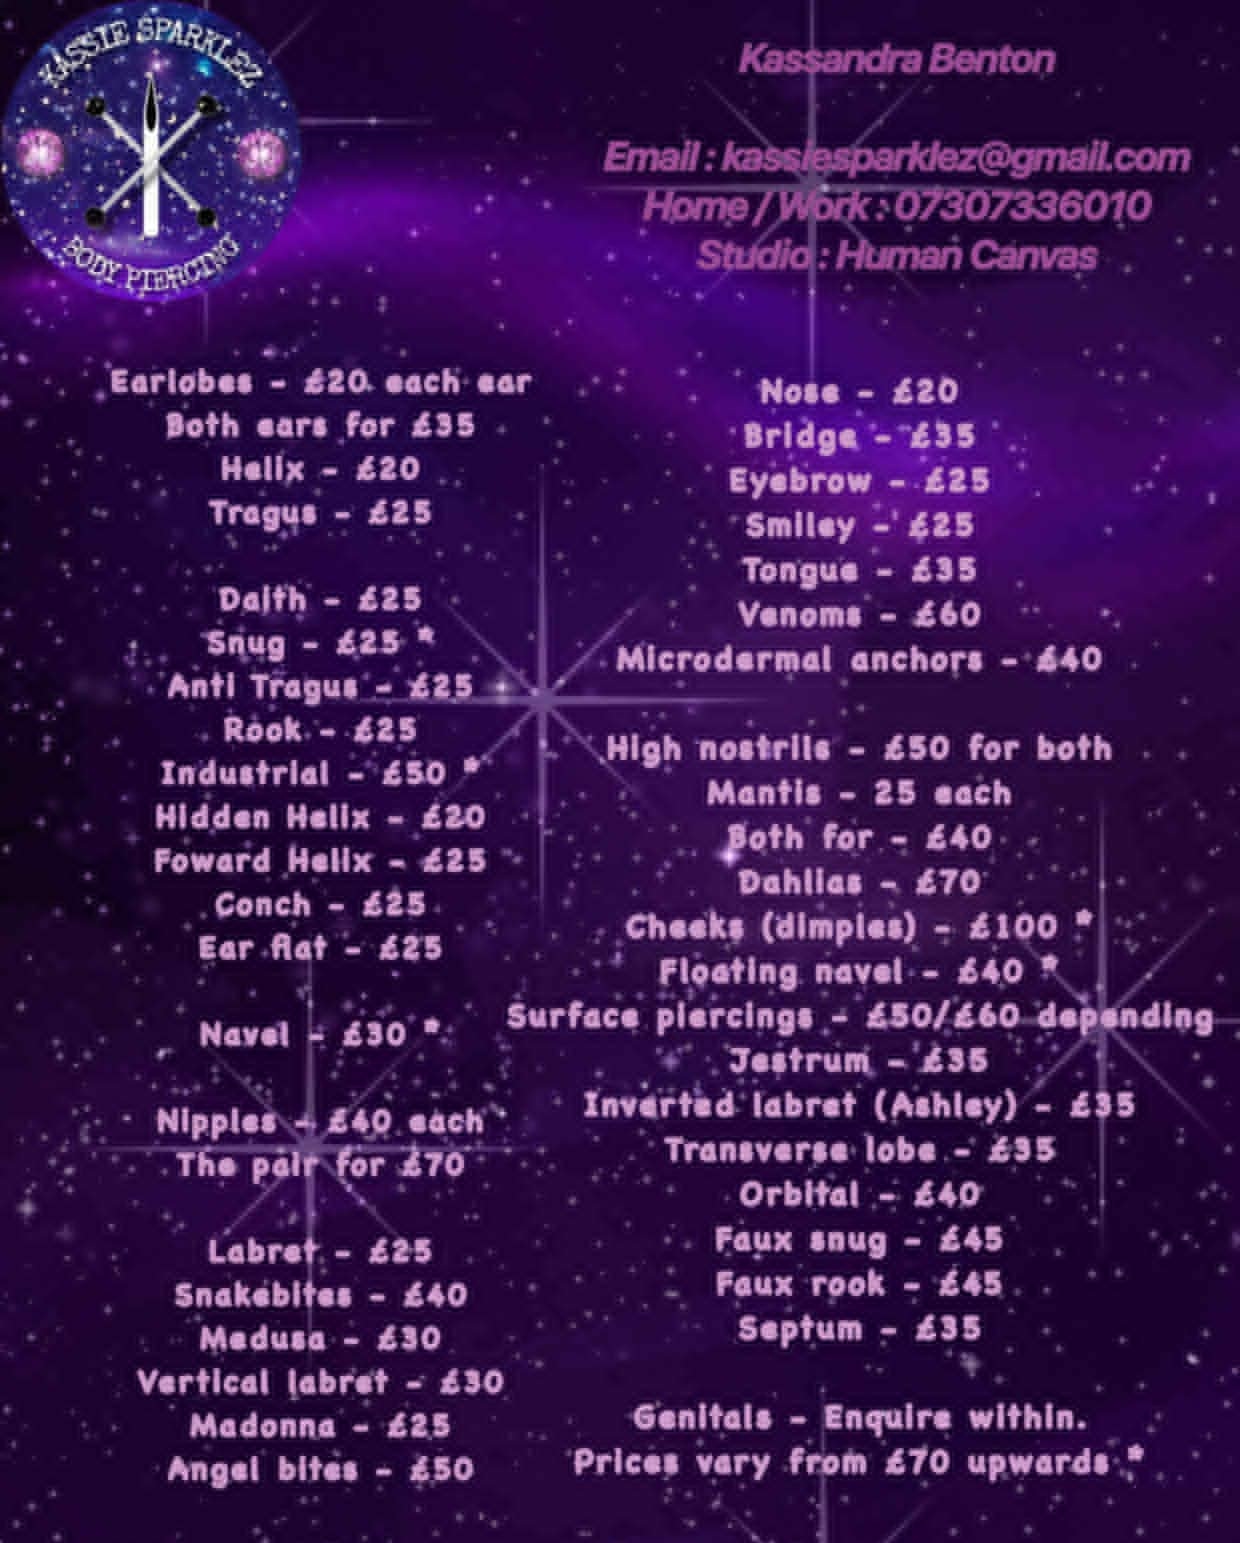 KASSIE SPARKLEZ
BODY PIERCING
Kassandra Benton
Email : kassiesparklez@gmail.com
Home / Work : 07307336010
Studio : Human Canvas
Earlobes - £20 each ear
Both ears for £35
Helix - £20
Tragus - £25
Daith - £25
Snug - £25 *
Anti Tragus - £25
Rook - £25
Industrial - £50 *
Hidden Helix - £20
Foward Helix - £25
Conch - £25
Ear flat - £25
Navel - £30 *
Nipples - £40 each
The pair for £70
Labret - £25
Snakebites - £40
Medusa - £30
Vertical labret - £30
Madonna - £25
Angel bites - £50
Nose - £20
Bridge - £35
Eyebrow - £25
Smiley - £25
Tongue - £35
Venoms - £60
Microdermal anchors - £40
High nostrils - £50 for both
Mantis - 25 each
Both for - £40
Dahlias - £70
Cheeks (dimples) - £100 *
Floating navel - £40 *
Surface piercings - £50/£60 depending
Jestrum - £35
Inverted labret (Ashley) - £35
Transverse lobe - £35
Orbital - £40
Faux snug - £45
Faux rook - £45
Septum - £35
Genitals - Enquire within.
Prices vary from £70 upwards *